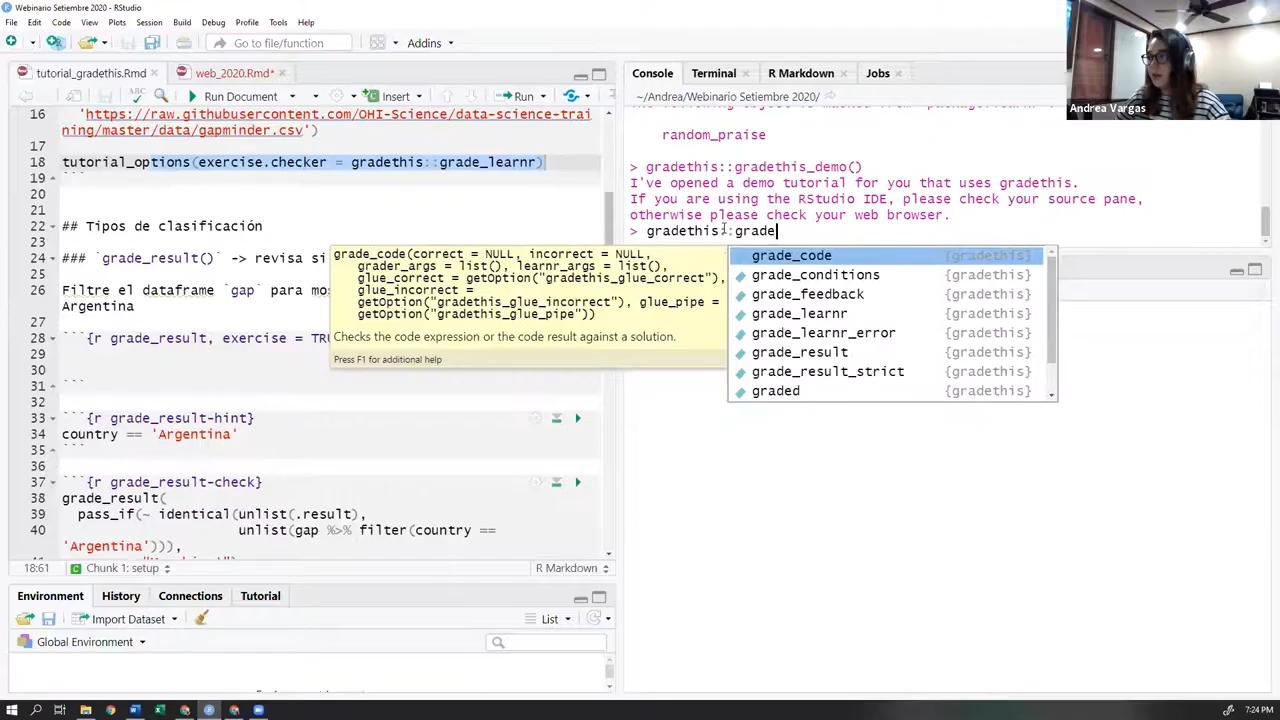 Webinario Setiembre 2020 - RStudio
File Edit Code View Plots Session Build Debug Profile Tools Help
Go to file/function
Addins
tutorial_gradethis.Rmd
web_2020.Rmd*
Run Document
Insert
Run
16
'https://raw.githubusercontent.com/OHI-Science/data-science-trai
ning/master/data/gapminder.csv')
17
18 tutorial_options(exercise.checker = gradethis::grade_learnr)
19 ```
20
21
22 ## Tipos de clasificación
23
24 ### `grade_result()` -> revisa si
25
26 Filtre el dataframe `gap` para mos
Argentina
27
28 ```{r grade_result, exercise = TRU
29
30
31 ```
32
33 ```{r grade_result-hint}
34 country == 'Argentina'
35 ```
36
37 ```{r grade_result-check}
38 grade_result(
39 pass_if(~ identical(unlist(.result),
40 unlist(gap %>% filter(country ==
'Argentina'))),
18:61 Chunk 1: setup R Markdown
Environment History Connections Tutorial
Import Dataset
List
Global Environment
Console Terminal R Markdown Jobs
~/Andrea/Webinario Setiembre 2020/
random_praise
> gradethis::gradethis_demo()
I've opened a demo tutorial for you that uses gradethis.
If you are using the RStudio IDE, please check your source pane,
otherwise please check your web browser.
> gradethis::grade
grade_code(correct = NULL, incorrect = NULL,
grader_args = list(), learnr_args = list(),
glue_correct = getOption("gradethis_glue_correct"),
glue_incorrect =
getOption("gradethis_glue_incorrect"), glue_pipe =
getOption("gradethis_glue_pipe"))
Checks the code expression or the code result against a solution.
Press F1 for additional help
grade_code {gradethis}
grade_conditions {gradethis}
grade_feedback {gradethis}
grade_learnr {gradethis}
grade_learnr_error {gradethis}
grade_result {gradethis}
grade_result_strict {gradethis}
graded {gradethis}
Andrea Vargas
7:24 PM